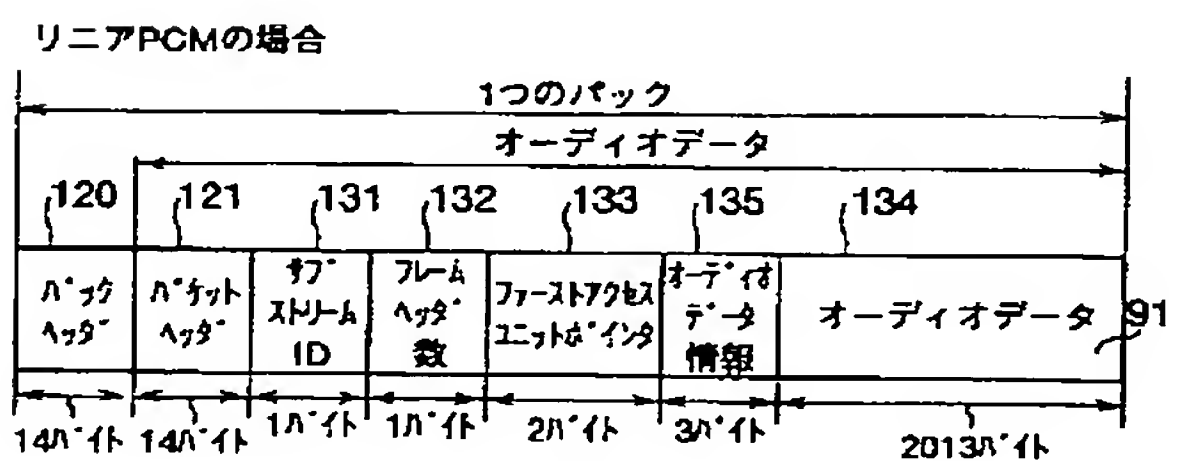 リニアPCMの場合
1つのパック
オーディオデータ
120 121 131 132 133 135 134
パック
ヘッダ
パケット
ヘッダ
サブ
ストリーム
ID
フレーム
ヘッダ
数
ファーストアクセス
ユニットポインタ
オーディオ
データ
情報
オーディオデータ
91
14バイト 14バイト 1バイト 1バイト 2バイト 3バイト 2013バイト